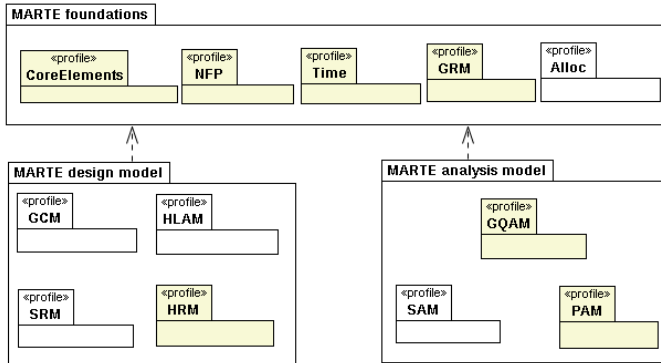 MARTE foundations
«profile»
CoreElements
«profile»
NFP
«profile»
Time
«profile»
GRM
«profile»
Alloc
MARTE design model
«profile»
GCM
«profile»
HLAM
«profile»
SRM
«profile»
HRM
MARTE analysis model
«profile»
GQAM
«profile»
SAM
«profile»
PAM